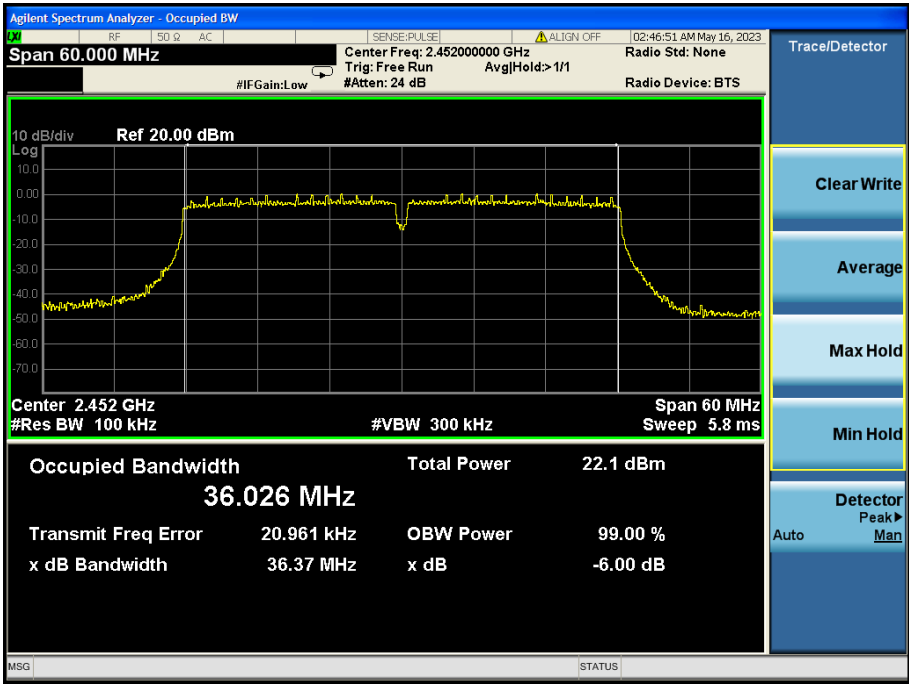 Agilent Spectrum Analyzer - Occupied BW
LXI RF 50 Ω AC SENSE:PULSE ALIGN OFF 02:46:51 AM May 16, 2023
Span 60.000 MHz
Center Freq: 2.452000000 GHz
Radio Std: None
Trig: Free Run Avg|Hold:>1/1
#IFGain:Low #Atten: 24 dB Radio Device: BTS
10 dB/div Ref 20.00 dBm
Log
10.0
0.00
-10.0
-20.0
-30.0
-40.0
-50.0
-60.0
-70.0
Center 2.452 GHz Span 60 MHz
#Res BW 100 kHz #VBW 300 kHz Sweep 5.8 ms
Occupied Bandwidth Total Power 22.1 dBm
36.026 MHz
Transmit Freq Error 20.961 kHz OBW Power 99.00 %
x dB Bandwidth 36.37 MHz x dB -6.00 dB
Trace/Detector
Clear Write
Average
Max Hold
Min Hold
Detector
Peak▶
Auto Man
MSG STATUS